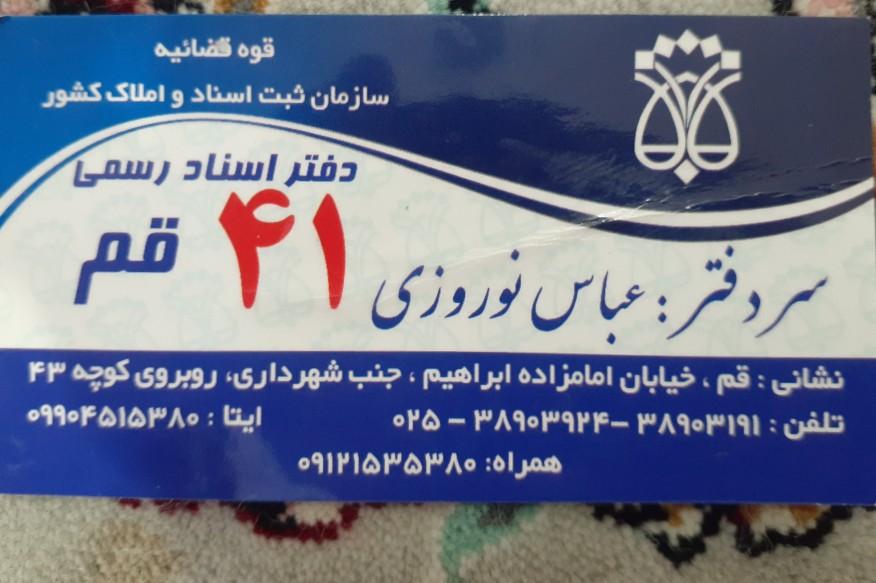 قوه قضائیه
سازمان ثبت اسناد و املاک کشور
دفتر اسناد رسمی
۴۱ قم
سردفتر : عباس نوروزی
نشانی : قم ، خیابان امامزاده ابراهیم ، جنب شهرداری، روبروی کوچه ۴۳
تلفن : ۳۸۹۰۳۱۹۱ – ۳۸۹۰۳۹۲۴ – ۰۲۵ ایتا : ۰۹۹۰۴۵۱۵۳۸۰
همراه: ۰۹۱۲۱۵۳۵۳۸۰